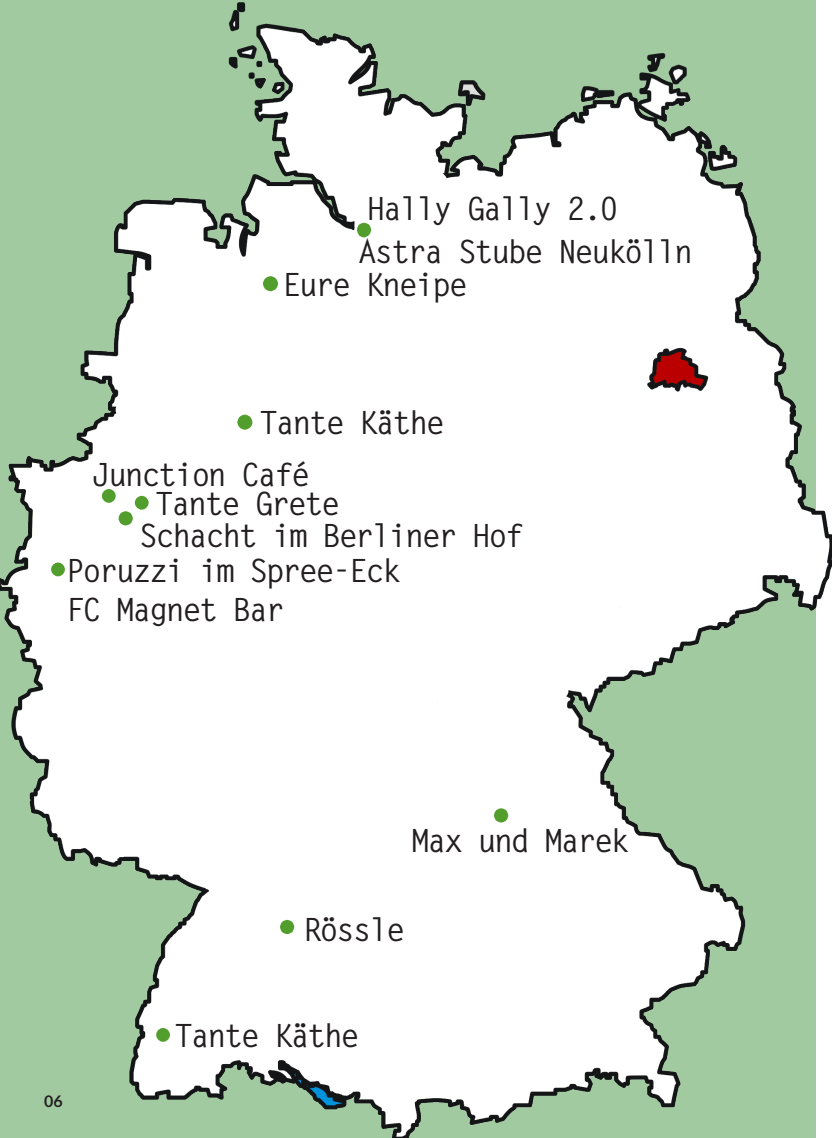 Hally Gally 2.0
Astra Stube Neukölln
Eure Kneipe
Tante Käthe
Junction Café
Tante Grete
Schacht im Berliner Hof
Poruzzi im Spree-Eck
FC Magnet Bar
Max und Marek
Rössle
Tante Käthe
06